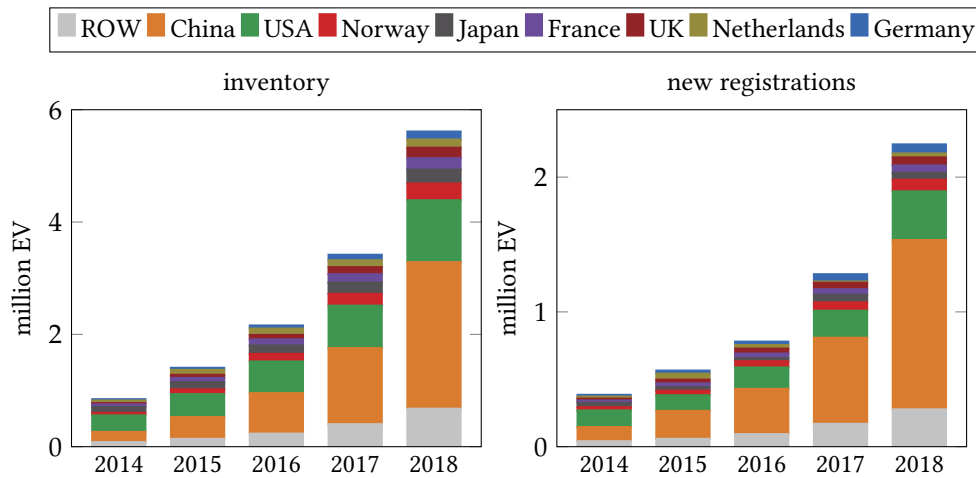 ROW China USA Norway Japan France UK Netherlands Germany
inventory
million EV
6
4
2
0
2014 2015 2016 2017 2018
new registrations
million EV
2
1
0
2014 2015 2016 2017 2018